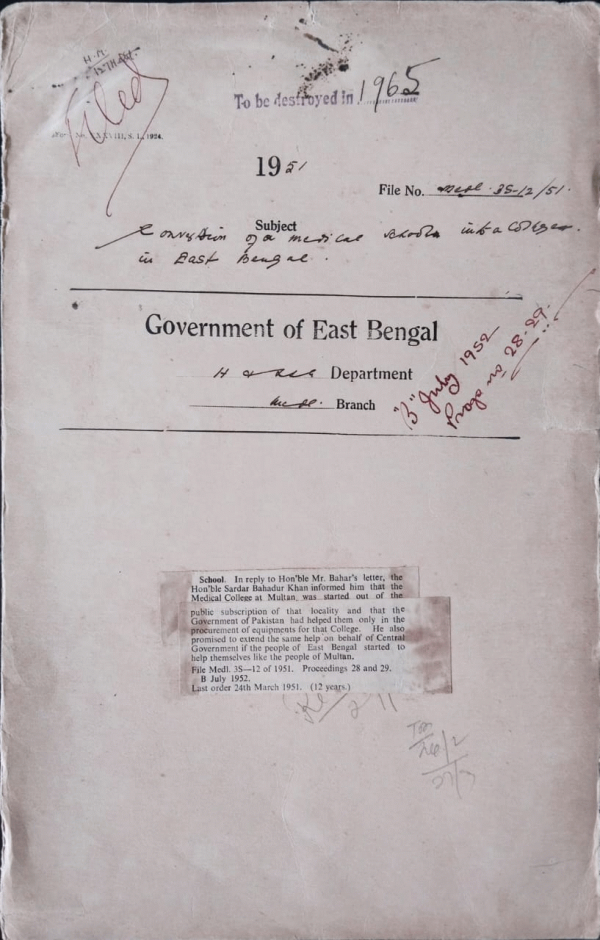 Filed
To be destroyed in 1965
S. I., 1924.
1951
File No. Medl. 3S-12/51.
Subject
Conversion of a medical School into a College
in East Bengal.
Government of East Bengal
Department
Medl. Branch
"B" July 1952
Progs no 28-29.
School. In reply to Hon'ble Mr. Bahar's letter, the
Hon'ble Sardar Bahadur Khan informed him that the
Medical College at Multan, was started out of the
public subscription of that locality and that the
Government of Pakistan had helped them only in the
procurement of equipments for that College. He also
promised to extend the same help on behalf of Central
Government if the people of East Bengal started to
help themselves like the people of Multan.
File Medl. 3S—12 of 1951. Proceedings 28 and 29.
B July 1952.
Last order 24th March 1951. (12 years.)